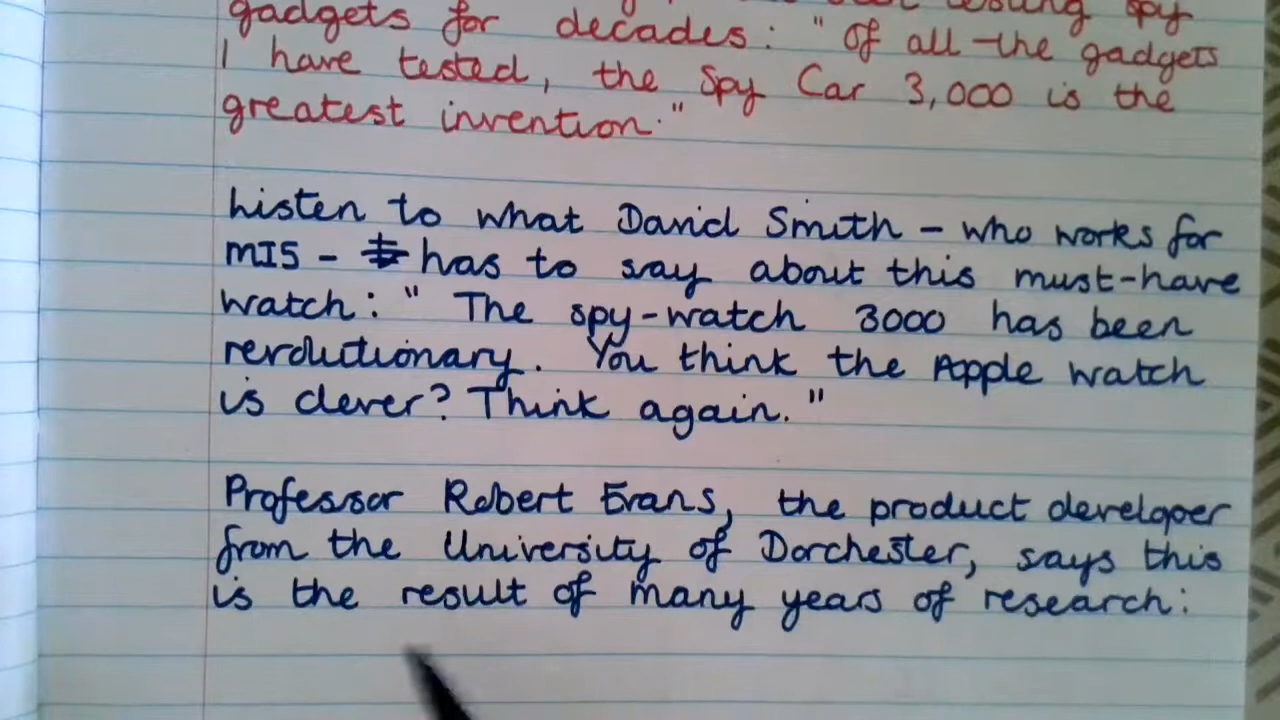 testing spy
gadgets for decades: "Of all the gadgets
I have tested, the Spy Car 3,000 is the
greatest invention."
Listen to what David Smith – who works for
MI5 – has to say about this must-have
watch: "The spy-watch 3000 has been
revolutionary. You think the Apple watch
is clever? Think again."
Professor Robert Evans, the product developer
from the University of Dorchester, says this
is the result of many years of research: